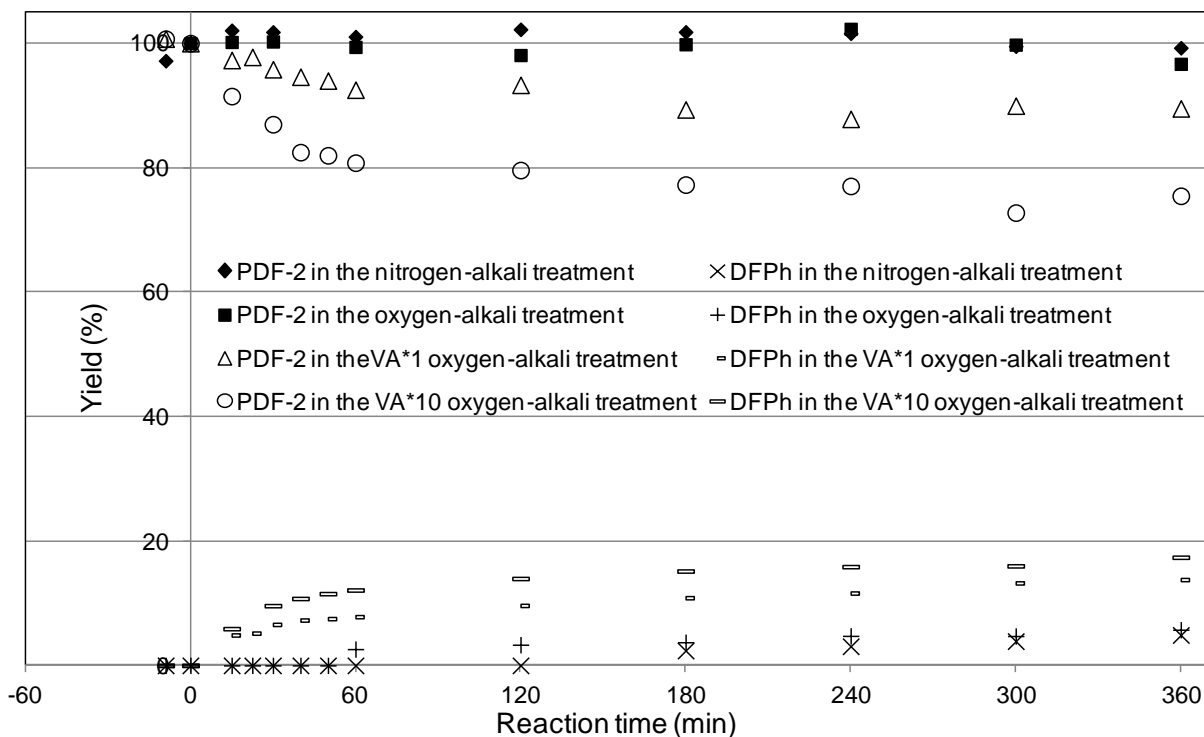 100
80
60
40
20
0
Yield (%)
◆ PDF-2 in the nitrogen-alkali treatment
× DFPh in the nitrogen-alkali treatment
■ PDF-2 in the oxygen-alkali treatment
+ DFPh in the oxygen-alkali treatment
△ PDF-2 in theVA*1 oxygen-alkali treatment
DFPh in the VA*1 oxygen-alkali treatment
○ PDF-2 in the VA*10 oxygen-alkali treatment
DFPh in the VA*10 oxygen-alkali treatment
-60 0 60 120 180 240 300 360
Reaction time (min)